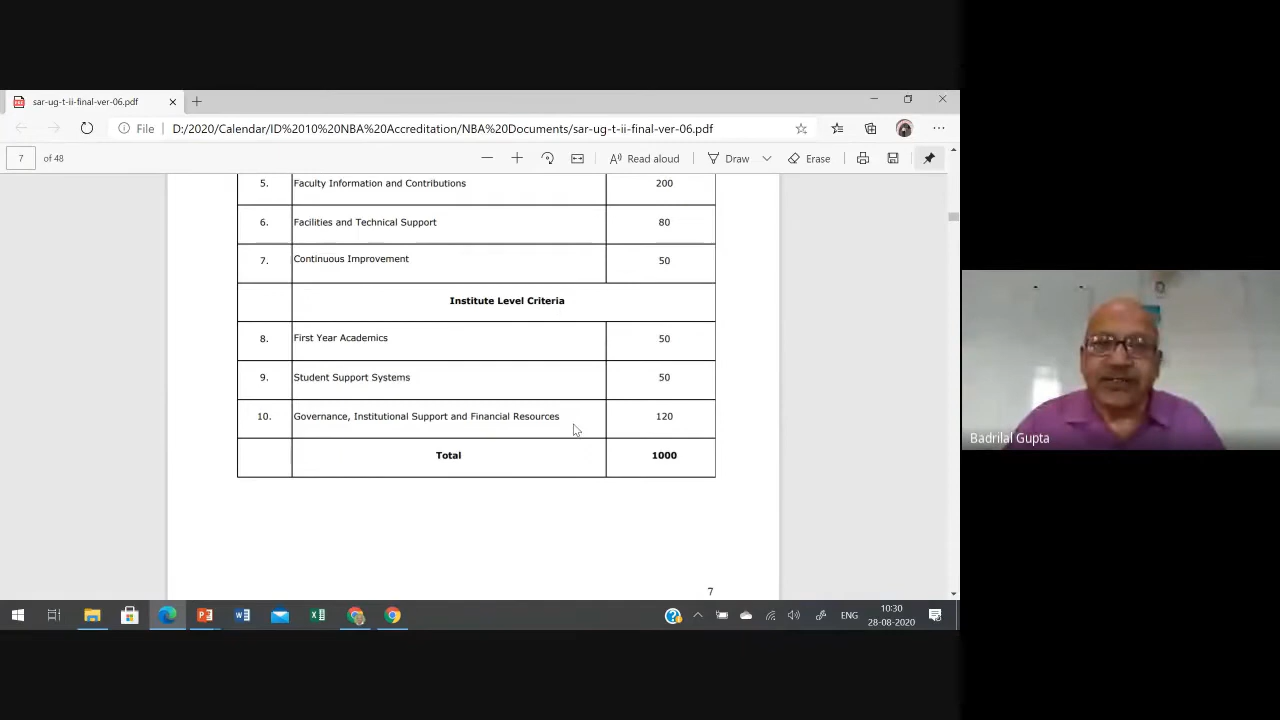 sar-ug-t-ii-final-ver-06.pdf
File D:/2020/Calendar/ID%2010%20NBA%20Accreditation/NBA%20Documents/sar-ug-t-ii-final-ver-06.pdf
7 of 48 Read aloud Draw Erase
5. Faculty Information and Contributions 200
6. Facilities and Technical Support 80
7. Continuous Improvement 50
Institute Level Criteria
8. First Year Academics 50
9. Student Support Systems 50
10. Governance, Institutional Support and Financial Resources 120
Total 1000
7
Badrilal Gupta
ENG 10:30
28-08-2020